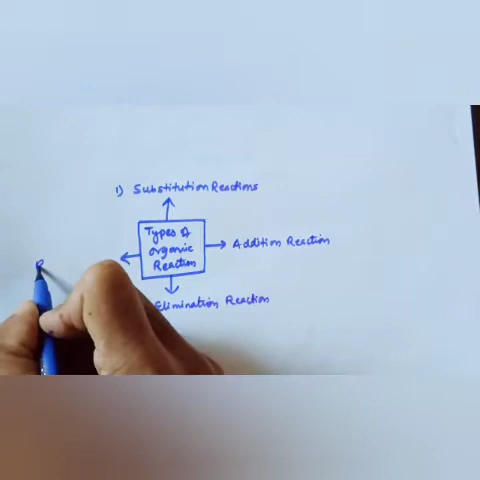 1) Substitution Reactions
Types of
organic
Reaction
Addition Reaction
Elimination Reaction
R